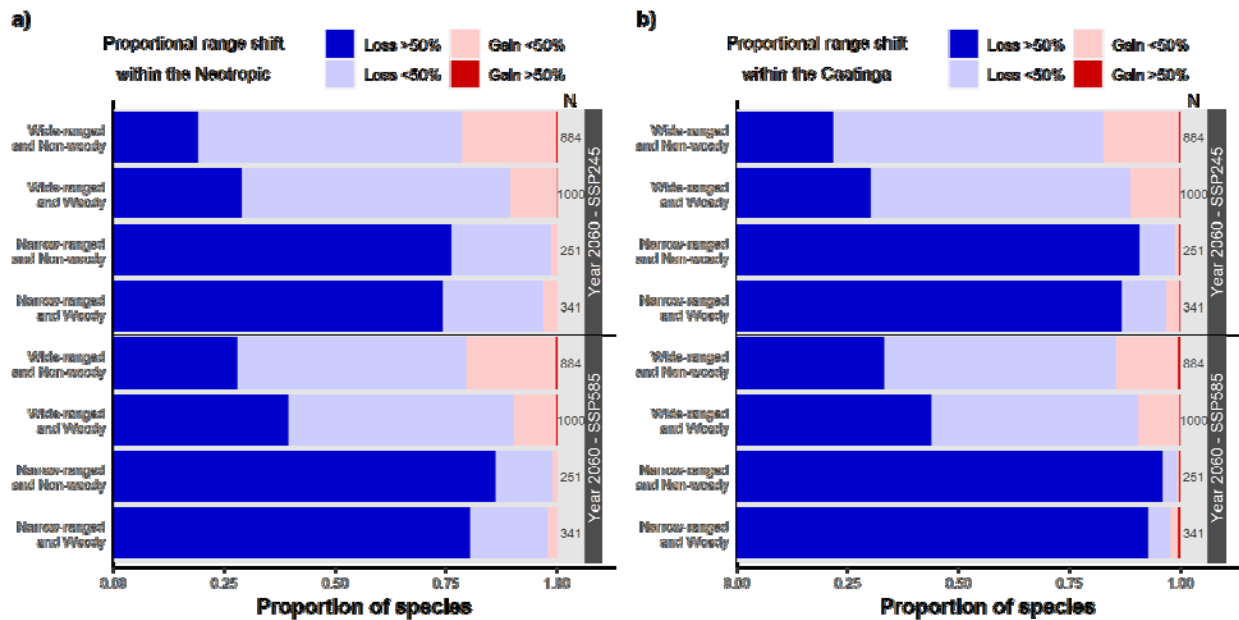 a)
Proportional range shift
within the Neotropic
Loss >50%
Gain <50%
Loss <50%
Gain >50%
N
Wide-ranged
and Non-woody
884
Wide-ranged
and Woody
1000
Narrow-ranged
and Non-woody
251
Narrow-ranged
and Woody
341
Year 2060 - SSP245
Wide-ranged
and Non-woody
884
Wide-ranged
and Woody
1000
Narrow-ranged
and Non-woody
251
Narrow-ranged
and Woody
341
Year 2060 - SSP585
0.00 0.25 0.50 0.75 1.00
Proportion of species
b)
Proportional range shift
within the Caatinga
Loss >50%
Gain <50%
Loss <50%
Gain >50%
N
Wide-ranged
and Non-woody
884
Wide-ranged
and Woody
1000
Narrow-ranged
and Non-woody
251
Narrow-ranged
and Woody
341
Year 2060 - SSP245
Wide-ranged
and Non-woody
884
Wide-ranged
and Woody
1000
Narrow-ranged
and Non-woody
251
Narrow-ranged
and Woody
341
Year 2060 - SSP585
0.00 0.25 0.50 0.75 1.00
Proportion of species